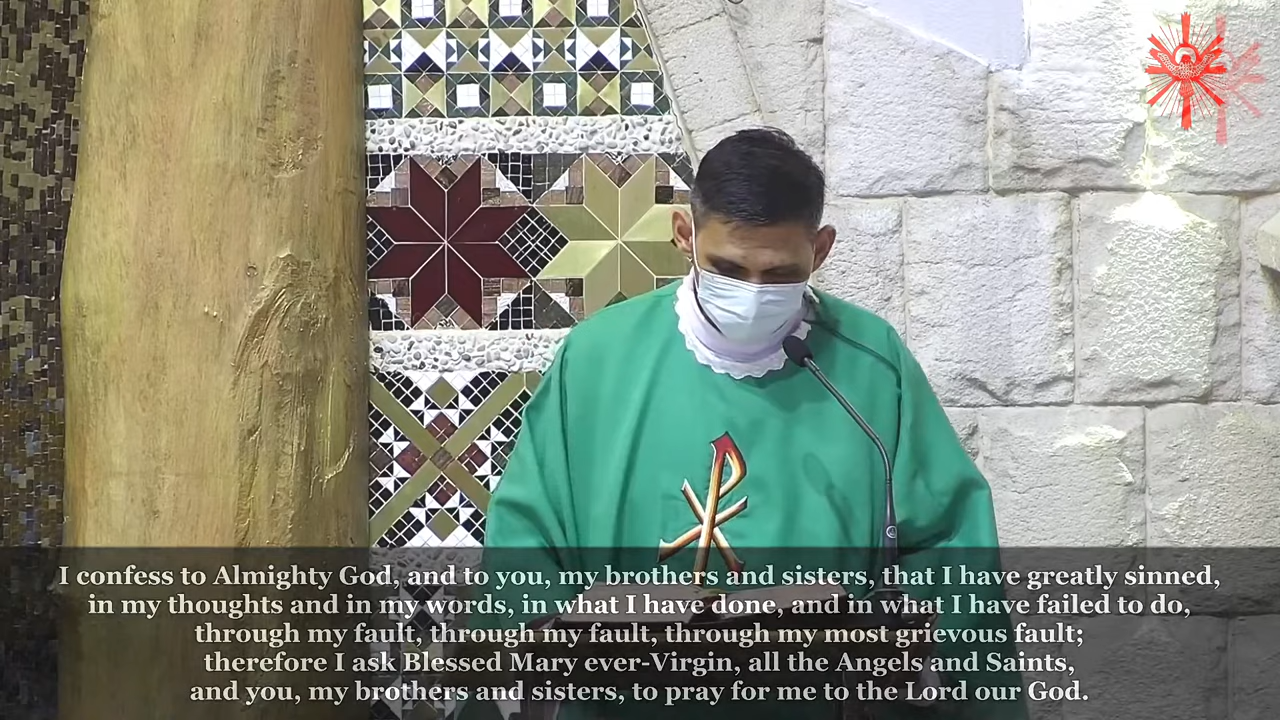 I confess to Almighty God, and to you, my brothers and sisters, that I have greatly sinned,
in my thoughts and in my words, in what I have done, and in what I have failed to do,
through my fault, through my fault, through my most grievous fault;
therefore I ask Blessed Mary ever-Virgin, all the Angels and Saints,
and you, my brothers and sisters, to pray for me to the Lord our God.